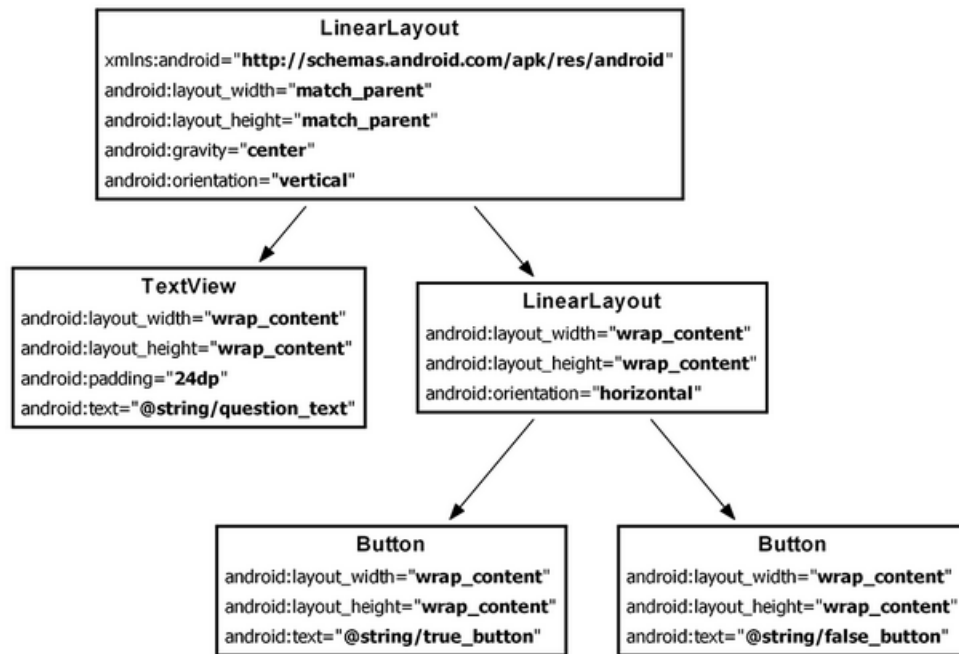 LinearLayout
xmlns:android="http://schemas.android.com/apk/res/android"
android:layout_width="match_parent"
android:layout_height="match_parent"
android:gravity="center"
android:orientation="vertical"
TextView
android:layout_width="wrap_content"
android:layout_height="wrap_content"
android:padding="24dp"
android:text="@string/question_text"
LinearLayout
android:layout_width="wrap_content"
android:layout_height="wrap_content"
android:orientation="horizontal"
Button
android:layout_width="wrap_content"
android:layout_height="wrap_content"
android:text="@string/true_button"
Button
android:layout_width="wrap_content"
android:layout_height="wrap_content"
android:text="@string/false_button"